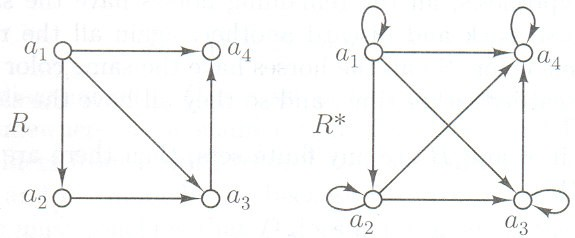 a₁ a₄ a₁ a₄
R R*
a₂ a₃ a₂ a₃